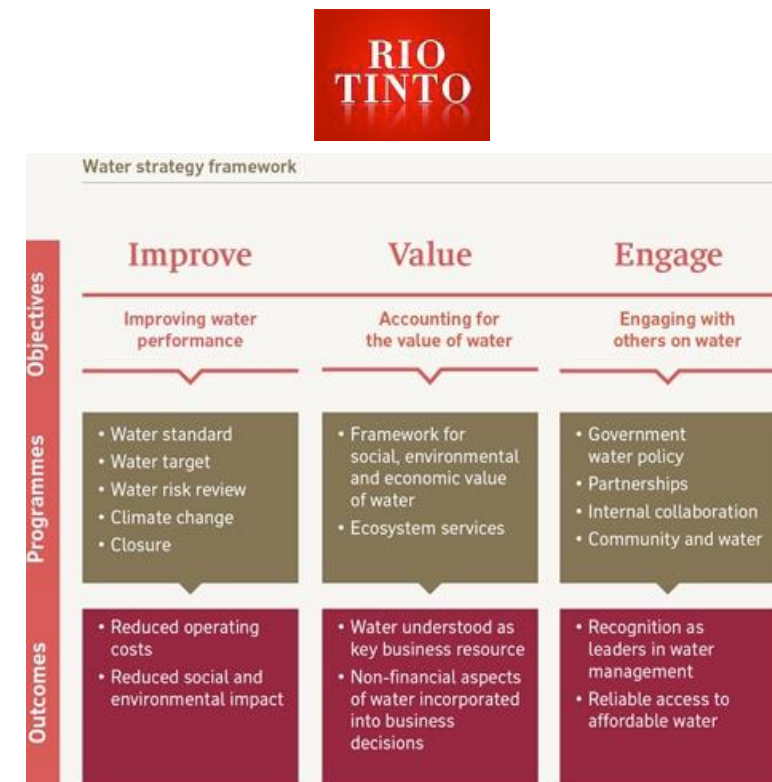 RIO
TINTO
Water strategy framework
Objectives
Improve
Value
Engage
Improving water
performance
Accounting for
the value of water
Engaging with
others on water
Programmes
• Water standard
• Water target
• Water risk review
• Climate change
• Closure
• Framework for
social, environmental
and economic value
of water
• Ecosystem services
• Government
water policy
• Partnerships
• Internal collaboration
• Community and water
Outcomes
• Reduced operating
costs
• Reduced social and
environmental impact
• Water understood as
key business resource
• Non-financial aspects
of water incorporated
into business
decisions
• Recognition as
leaders in water
management
• Reliable access to
affordable water